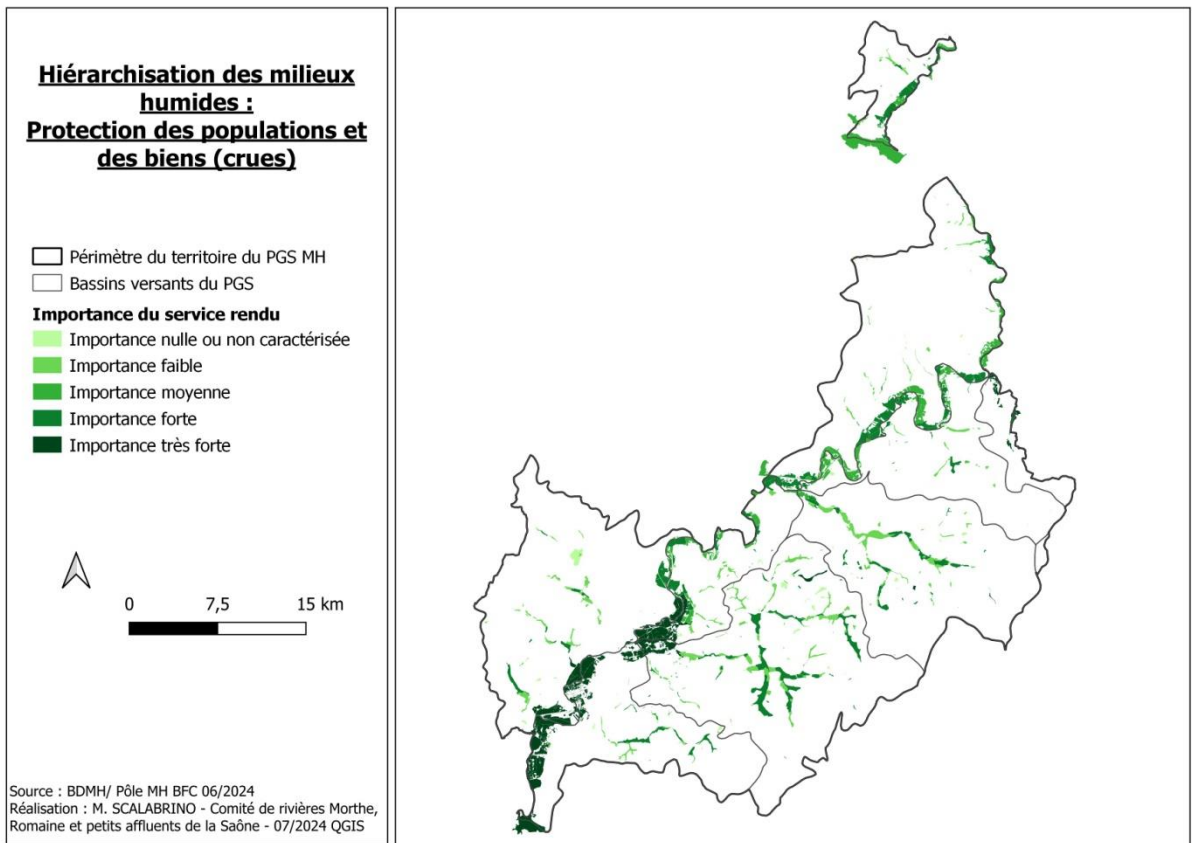 Hiérarchisation des milieux
humides :
Protection des populations et
des biens (crues)
Périmètre du territoire du PGS MH
Bassins versants du PGS
Importance du service rendu
Importance nulle ou non caractérisée
Importance faible
Importance moyenne
Importance forte
Importance très forte
0 7,5 15 km
Source : BDMH/ Pôle MH BFC 06/2024
Réalisation : M. SCALABRINO - Comité de rivières Morthe,
Romaine et petits affluents de la Saône - 07/2024 QGIS